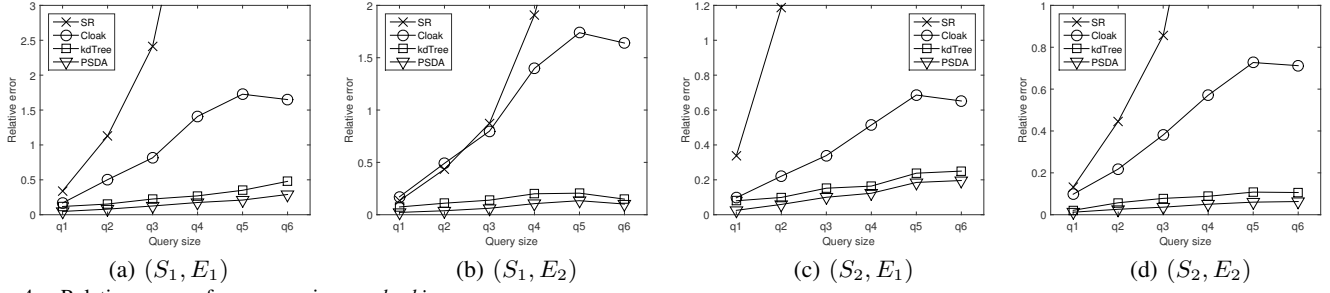 3
2.5
2
1.5
1
0.5
0
Relative error
SR
Cloak
kdTree
PSDA
q1 q2 q3 q4 q5 q6
Query size
(a) (S1, E1)
2
1.5
1
0.5
0
Relative error
SR
Cloak
kdTree
PSDA
q1 q2 q3 q4 q5 q6
Query size
(b) (S1, E2)
1.2
1
0.8
0.6
0.4
0.2
0
Relative error
SR
Cloak
kdTree
PSDA
q1 q2 q3 q4 q5 q6
Query size
(c) (S2, E1)
1
0.8
0.6
0.4
0.2
0
Relative error
SR
Cloak
kdTree
PSDA
q1 q2 q3 q4 q5 q6
Query size
(d) (S2, E2)